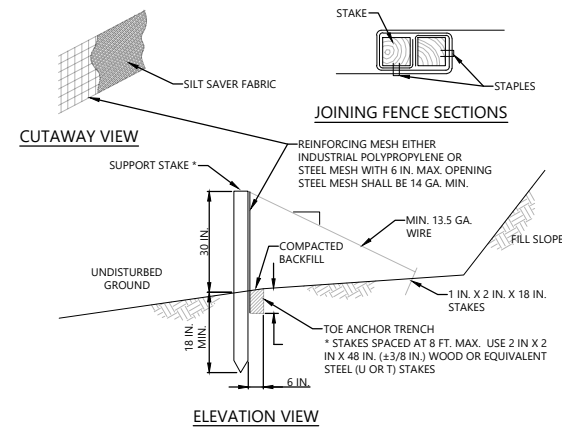 STAKE
SILT SAVER FABRIC
STAPLES
JOINING FENCE SECTIONS
CUTAWAY VIEW
REINFORCING MESH EITHER
INDUSTRIAL POLYPROPYLENE OR
STEEL MESH WITH 6 IN. MAX. OPENING
STEEL MESH SHALL BE 14 GA. MIN.
SUPPORT STAKE *
MIN. 13.5 GA.
WIRE
30 IN.
COMPACTED
BACKFILL
FILL SLOPE
UNDISTURBED
GROUND
1 IN. X 2 IN. X 18 IN.
STAKES
18 IN.
MIN.
TOE ANCHOR TRENCH
* STAKES SPACED AT 8 FT. MAX. USE 2 IN X 2
IN X 48 IN. (±3/8 IN.) WOOD OR EQUIVALENT
STEEL (U OR T) STAKES
6 IN.
ELEVATION VIEW